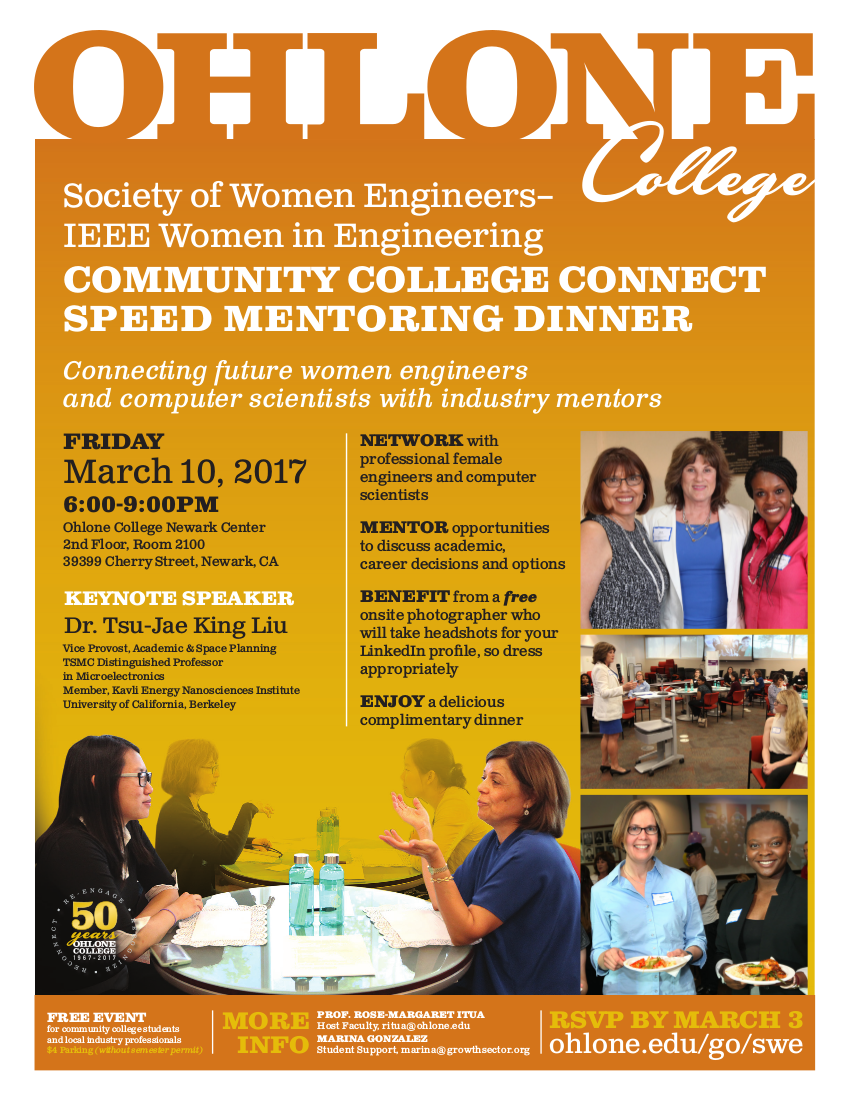 OHLONE
College
Society of Women Engineers–
IEEE Women in Engineering
COMMUNITY COLLEGE CONNECT
SPEED MENTORING DINNER
Connecting future women engineers
and computer scientists with industry mentors
FRIDAY
March 10, 2017
6:00-9:00PM
Ohlone College Newark Center
2nd Floor, Room 2100
39399 Cherry Street, Newark, CA
KEYNOTE SPEAKER
Dr. Tsu-Jae King Liu
Vice Provost, Academic & Space Planning
TSMC Distinguished Professor
in Microelectronics
Member, Kavli Energy Nanosciences Institute
University of California, Berkeley
NETWORK with
professional female
engineers and computer
scientists
MENTOR opportunities
to discuss academic,
career decisions and options
BENEFIT from a free
onsite photographer who
will take headshots for your
LinkedIn profile, so dress
appropriately
ENJOY a delicious
complimentary dinner
RE-ENGAGE • RECOGNIZE • RECONNECT •
50
years
OHLONE
COLLEGE
1967-2017
FREE EVENT
for community college students
and local industry professionals
$4 Parking (without semester permit)
MORE
INFO
PROF. ROSE-MARGARET ITUA
Host Faculty, ritua@ohlone.edu
MARINA GONZALEZ
Student Support, marina@growthsector.org
RSVP BY MARCH 3
ohlone.edu/go/swe